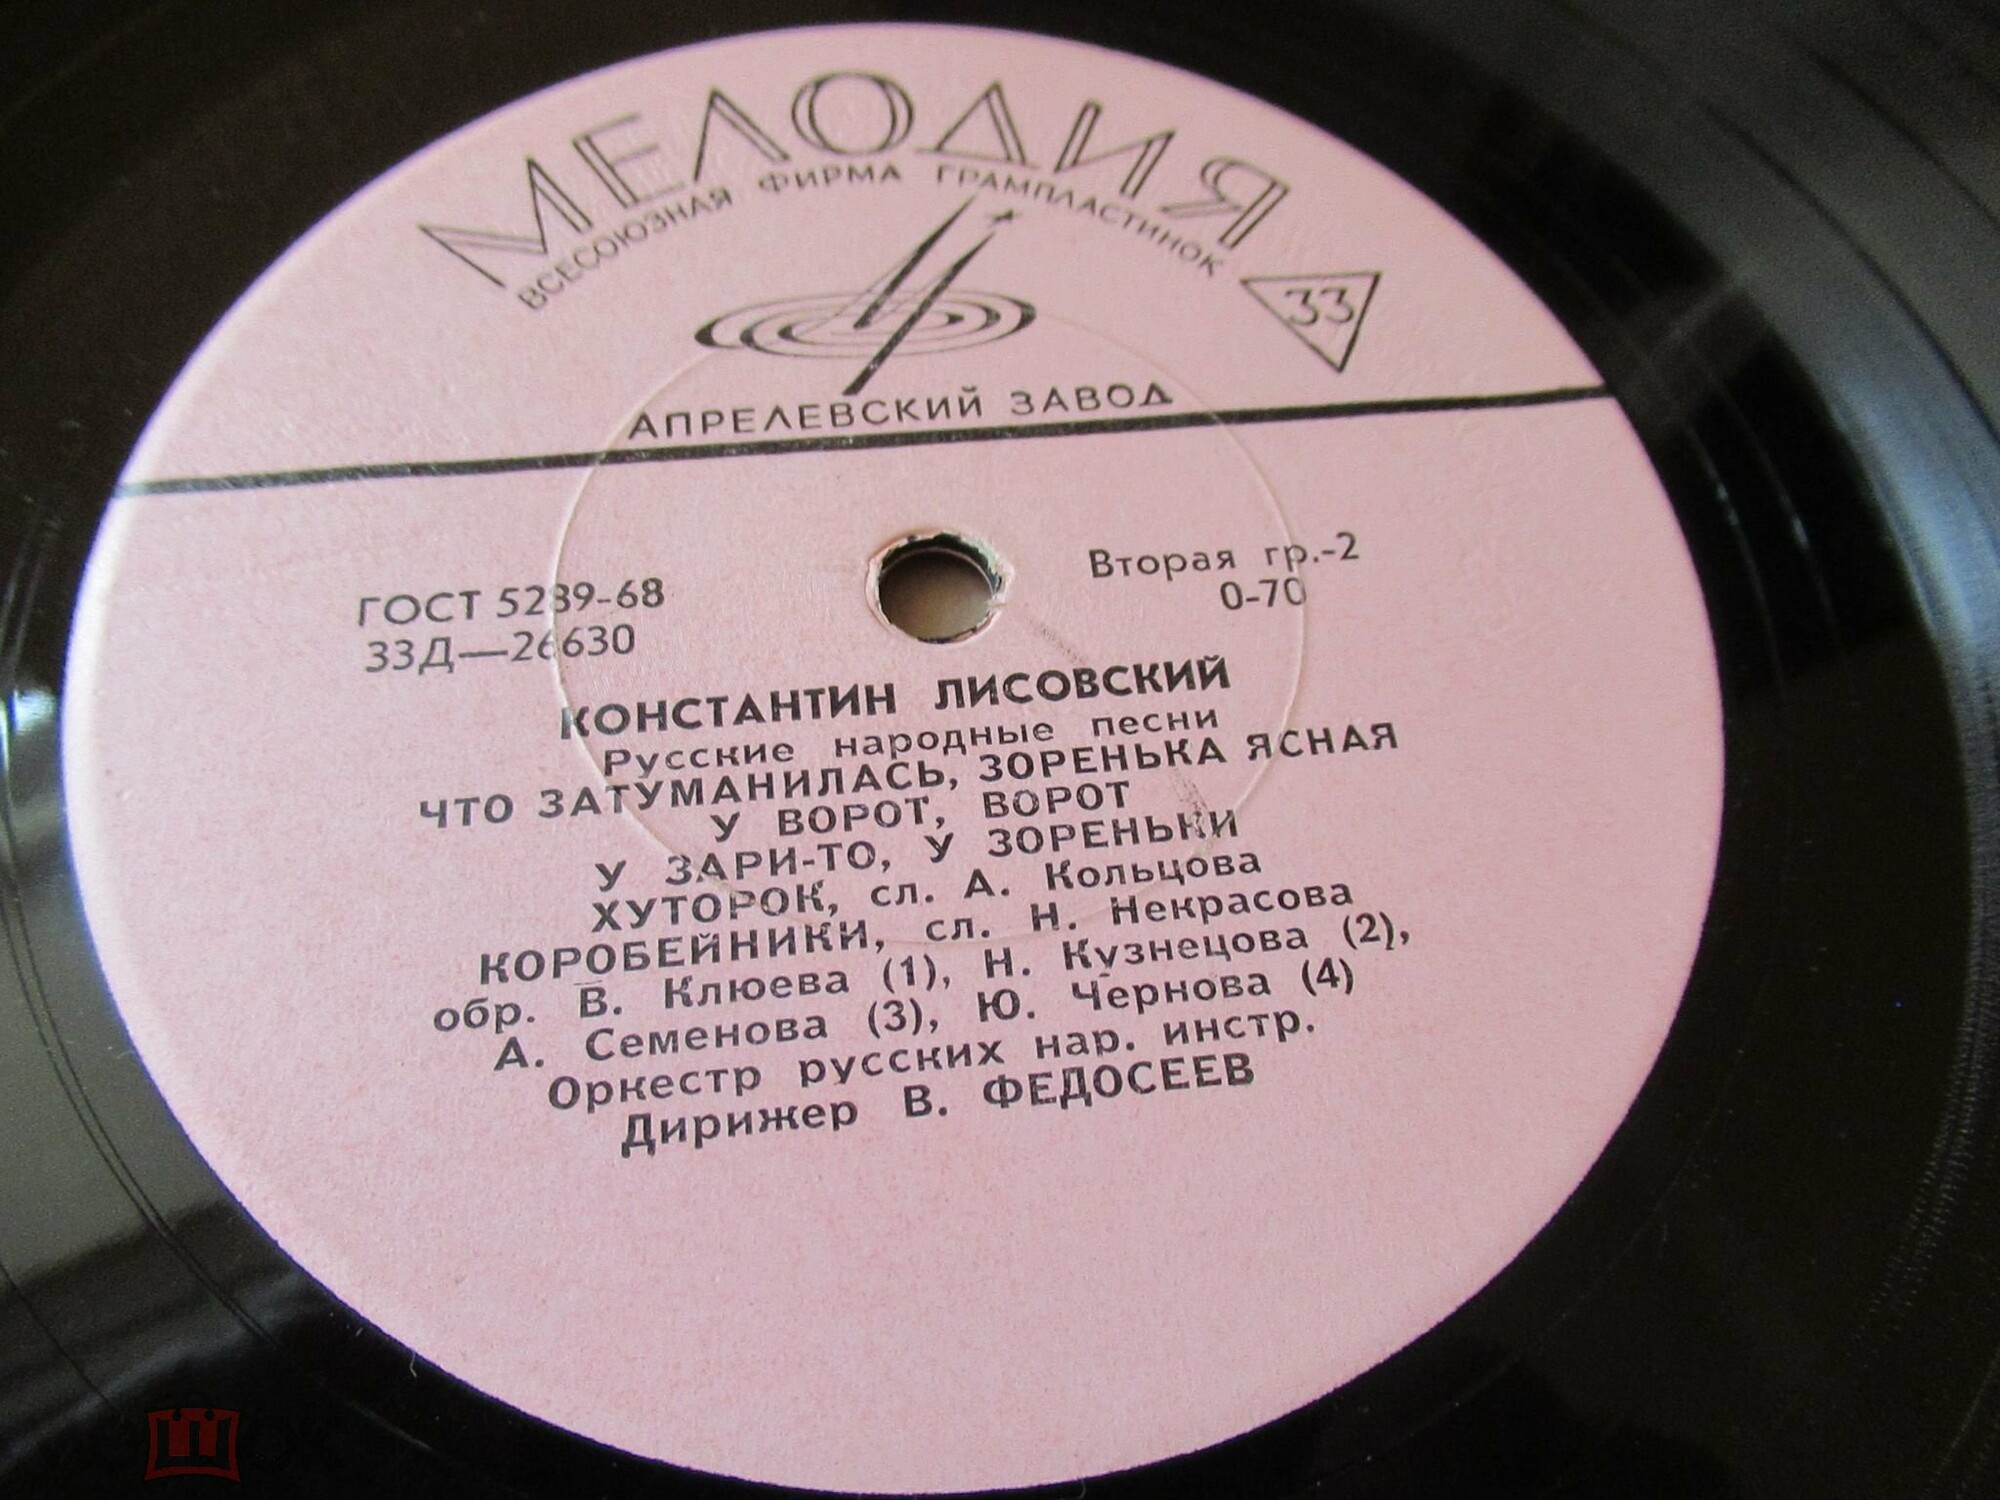 МЕЛОДИЯ
ВСЕСОЮЗНАЯ ФИРМА ГРАМПЛАСТИНОК
33
АПРЕЛЕВСКИЙ ЗАВОД
ГОСТ 5289-68
33Д—26630
Вторая гр.-2
0-70
КОНСТАНТИН ЛИСОВСКИЙ
Русские народные песни
ЧТО ЗАТУМАНИЛАСЬ, ЗОРЕНЬКА ЯСНАЯ
У ВОРОТ, ВОРОТ
У ЗАРИ-ТО, У ЗОРЕНЬКИ
ХУТОРОК, сл. А. Кольцова
КОРОБЕЙНИКИ, сл. Н. Некрасова
обр. В. Клюева (1), Н. Кузнецова (2),
А. Семенова (3), Ю. Чернова (4)
Оркестр русских нар. инстр.
Дирижер В. ФЕДОСЕЕВ